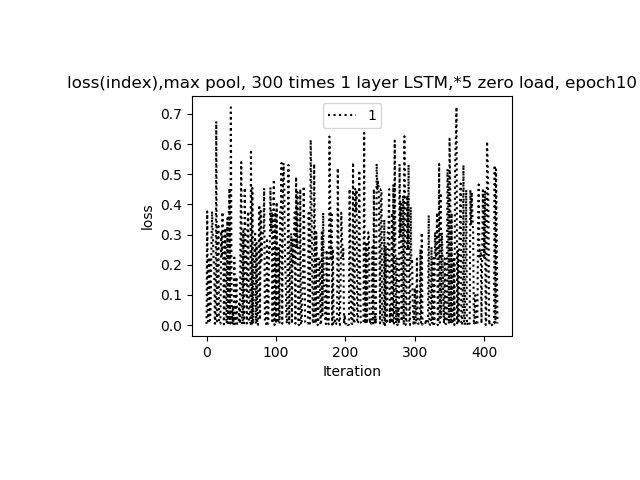 loss(index),max pool, 300 times 1 layer LSTM,*5 zero load, epoch10
1
loss
0.7
0.6
0.5
0.4
0.3
0.2
0.1
0.0
0 100 200 300 400
Iteration